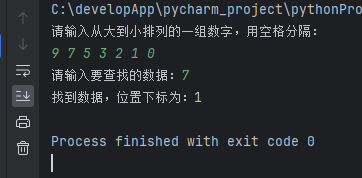 C:\developApp\pycharm_project\pythonPro
请输入从大到小排列的一组数字，用空格分隔：
9 7 5 3 2 1 0
请输入要查找的数据：7
找到数据，位置下标为：1
Process finished with exit code 0